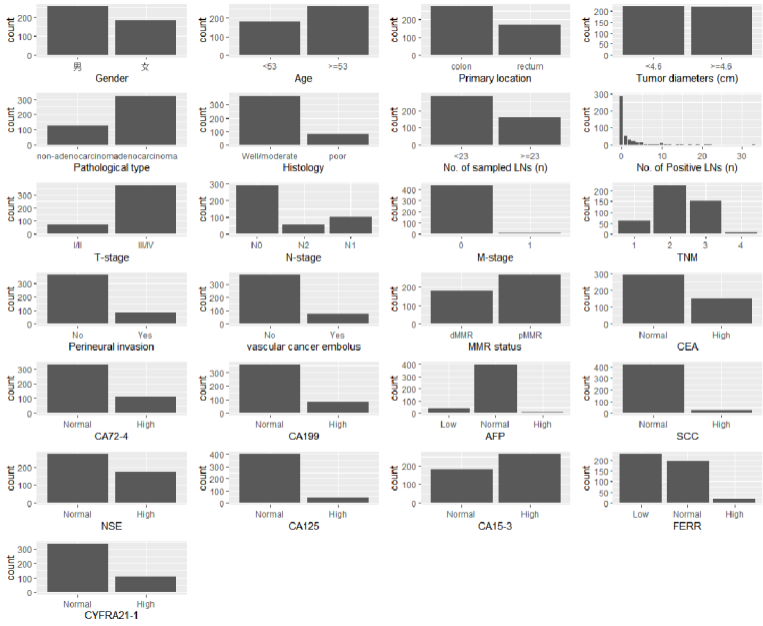 count 200 100 0 男 女 Gender
count 200 100 0 <53 >=53 Age
count 200 100 0 colon rectum Primary location
count 200 150 100 50 0 <4.6 >=4.6 Tumor diameters (cm)
count 300 200 100 0 non-adenocarcinoma adenocarcinoma Pathological type
count 300 200 100 0 Well/moderate poor Histology
count 200 100 0 <23 >=23 No. of sampled LNs (n)
count 300 200 100 0 0 10 20 30 No. of Positive LNs (n)
count 300 200 100 0 I/II III/IV T-stage
count 300 200 100 0 N0 N2 N1 N-stage
count 400 300 200 100 0 0 1 M-stage
count 200 150 100 50 0 1 2 3 4 TNM
count 300 200 100 0 No Yes Perineural invasion
count 300 200 100 0 No Yes vascular cancer embolus
count 200 100 0 dMMR pMMR MMR status
count 300 200 100 0 Normal High CEA
count 300 200 100 0 Normal High CA72-4
count 300 200 100 0 Normal High CA199
count 400 300 200 100 0 Low Normal High AFP
count 400 300 200 100 0 Normal High SCC
count 200 100 0 Normal High NSE
count 400 300 200 100 0 Normal High CA125
count 200 100 0 Normal High CA15-3
count 200 150 100 50 0 Low Normal High FERR
count 300 200 100 0 Normal High CYFRA21-1